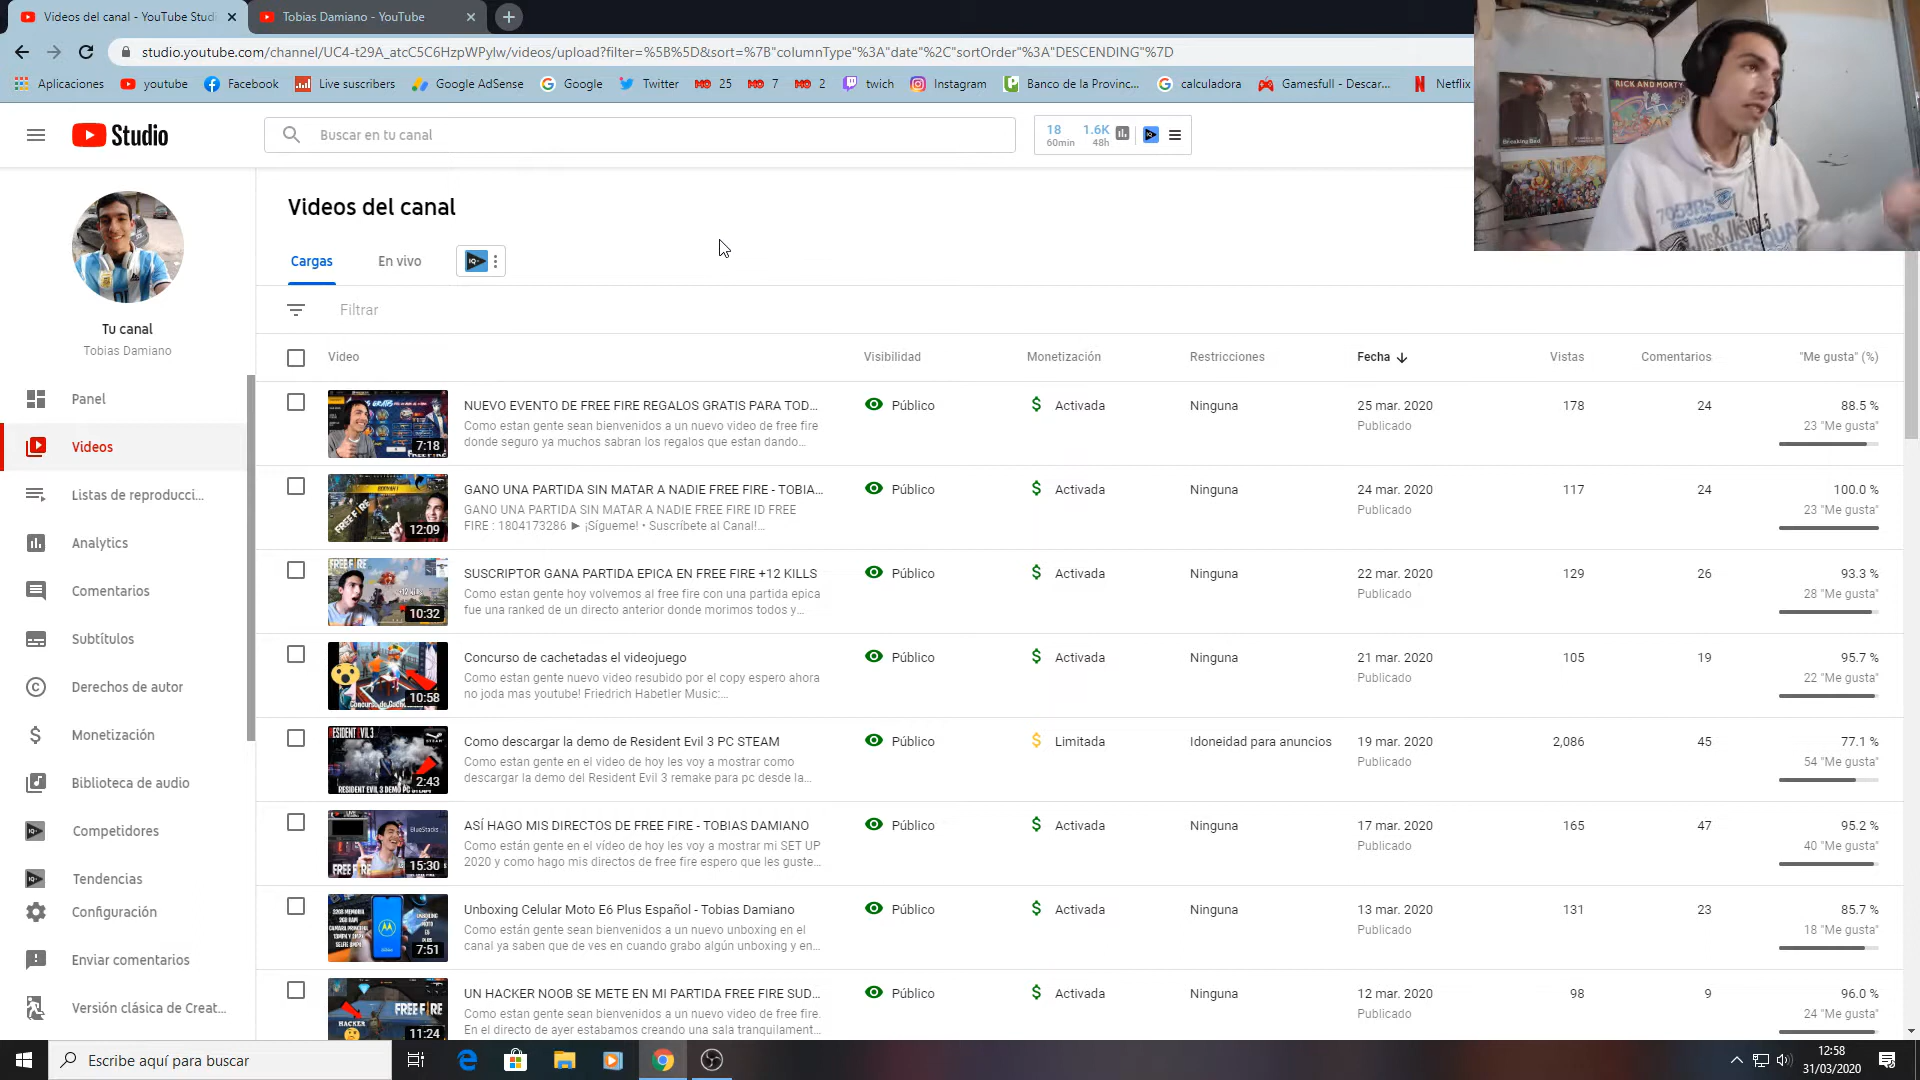 Videos del canal - YouTube Studi
Tobias Damiano - YouTube
studio.youtube.com/channel/UC4-t29A_atcC5C6HzpWPylw/videos/upload?filter=%5B%5D&sort=%7B"columnType"%3A"date"%2C"sortOrder"%3A"DESCENDING"%7D
Aplicaciones youtube Facebook Live suscribers Google AdSense Google Twitter 25 7 2 twich Instagram Banco de la Provinc... calculadora Gamesfull - Descar... Netflix
Studio
Buscar en tu canal
18 1.6K
60min 48h
Breaking Bad
RICK AND MORTY
Tu canal
Tobias Damiano
Panel
Videos
Listas de reproducci...
Analytics
Comentarios
Subtítulos
Derechos de autor
Monetización
Biblioteca de audio
Competidores
Tendencias
Configuración
Enviar comentarios
Versión clásica de Creat...
Videos del canal
Cargas En vivo
Filtrar
Video Visibilidad Monetización Restricciones Fecha Vistas Comentarios "Me gusta" (%)
7:18
NUEVO EVENTO DE FREE FIRE REGALOS GRATIS PARA TOD... Público Activada Ninguna 25 mar. 2020 178 24 88.5 %
Como estan gente sean bienvenidos a un nuevo video de free fire Publicado 23 "Me gusta"
donde seguro ya muchos sabran los regalos que estan dando...
12:09
GANO UNA PARTIDA SIN MATAR A NADIE FREE FIRE - TOBIA... Público Activada Ninguna 24 mar. 2020 117 24 100.0 %
GANO UNA PARTIDA SIN MATAR A NADIE FREE FIRE ID FREE Publicado 23 "Me gusta"
FIRE : 1804173286 ► ¡Sígueme! • Suscríbete al Canal!...
10:32
SUSCRIPTOR GANA PARTIDA EPICA EN FREE FIRE +12 KILLS Público Activada Ninguna 22 mar. 2020 129 26 93.3 %
Como estan gente hoy volvemos al free fire con una partida epica Publicado 28 "Me gusta"
fue una ranked de un directo anterior donde morimos todos y...
10:58
Concurso de cachetadas el videojuego Público Activada Ninguna 21 mar. 2020 105 19 95.7 %
Como estan gente nuevo video resubido por el copy espero ahora Publicado 22 "Me gusta"
no joda mas youtube! Friedrich Habetler Music:...
RESIDENT EVIL 3 DEMO PC STEAM
2:43
Como descargar la demo de Resident Evil 3 PC STEAM Público Limitada Idoneidad para anuncios 19 mar. 2020 2,086 45 77.1 %
Como estan gente en el video de hoy les voy a mostrar como Publicado 54 "Me gusta"
descargar la demo del Resident Evil 3 remake para pc desde la...
BlueStacks
15:30
ASÍ HAGO MIS DIRECTOS DE FREE FIRE - TOBIAS DAMIANO Público Activada Ninguna 17 mar. 2020 165 47 95.2 %
Como están gente en el vídeo de hoy les voy a mostrar mi SET UP Publicado 40 "Me gusta"
2020 y como hago mis directos de free fire espero que les guste...
7:51
Unboxing Celular Moto E6 Plus Español - Tobias Damiano Público Activada Ninguna 13 mar. 2020 131 23 85.7 %
Como están gente sean bienvenidos a un nuevo unboxing en el Publicado 18 "Me gusta"
canal ya saben que de ves en cuando grabo algún unboxing y en...
FREE FIRE
HACKER
11:24
UN HACKER NOOB SE METE EN MI PARTIDA FREE FIRE SUD... Público Activada Ninguna 12 mar. 2020 98 9 96.0 %
Como estan gente sean bienvenidos a un nuevo video de free fire. Publicado 24 "Me gusta"
En el directo de ayer estabamos creando una sala tranquilament...
Escribe aquí para buscar
12:58
31/03/2020